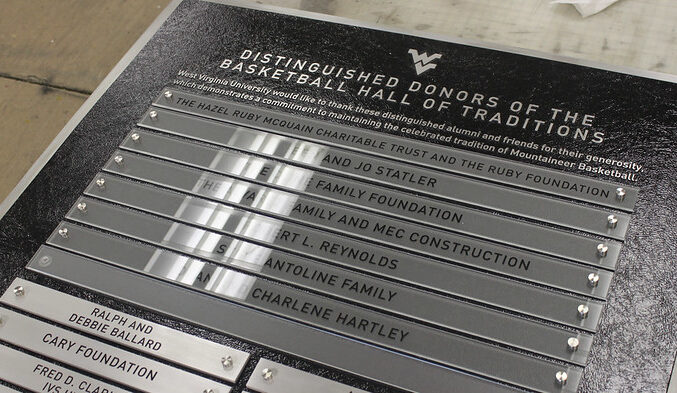 DISTINGUISHED DONORS OF THE
BASKETBALL HALL OF TRADITIONS
West Virginia University would like to thank these distinguished alumni and friends for their generosity,
which demonstrates a commitment to maintaining the celebrated tradition of Mountaineer Basketball.
THE HAZEL RUBY MCQUAIN CHARITABLE TRUST AND THE RUBY FOUNDATION
AND JO STATLER
FAMILY FOUNDATION
FAMILY AND MEC CONSTRUCTION
L. REYNOLDS
ANTOLINE FAMILY
CHARLENE HARTLEY
RALPH AND
DEBBIE BALLARD
CARY FOUNDATION
FRED D.